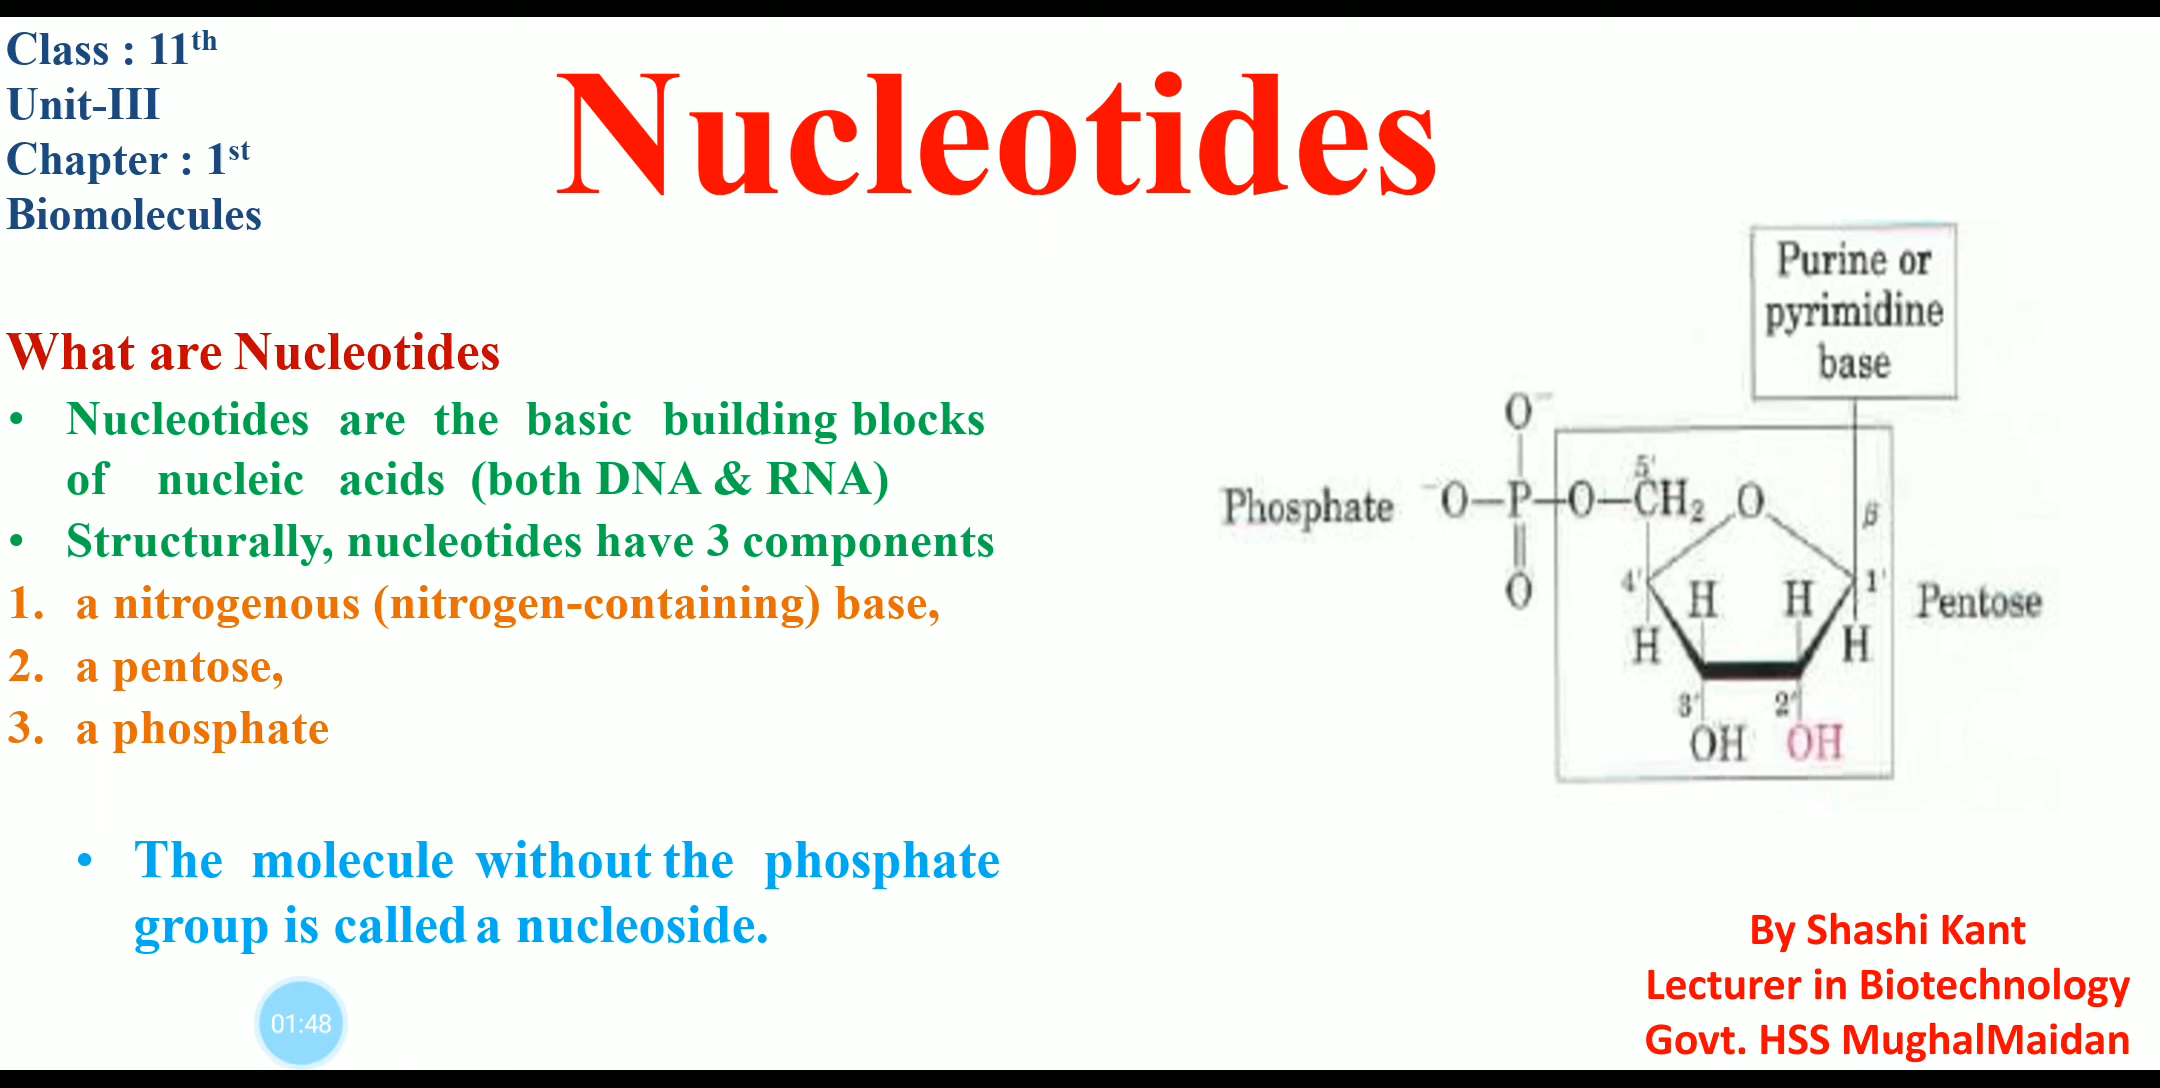 Class : 11th
Unit-III
Chapter : 1st
Biomolecules
Nucleotides
What are Nucleotides
• Nucleotides are the basic building blocks
of nucleic acids (both DNA & RNA)
• Structurally, nucleotides have 3 components
1. a nitrogenous (nitrogen-containing) base,
2. a pentose,
3. a phosphate
• The molecule without the phosphate
group is called a nucleoside.
01:48
Purine or
pyrimidine
base
O⁻
5'
Phosphate ⁻O–P–O–CH₂ O β
O
4' H H 1' Pentose
H H
3' 2'
OH OH
By Shashi Kant
Lecturer in Biotechnology
Govt. HSS MughalMaidan